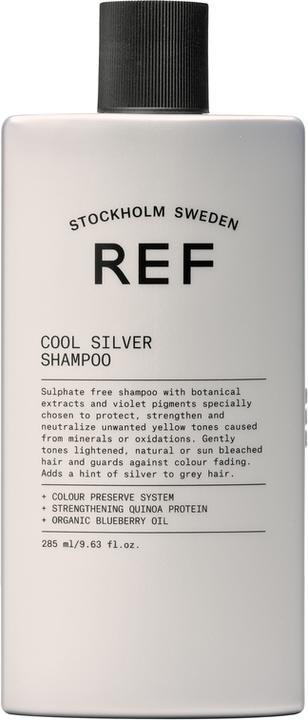 STOCKHOLM SWEDEN
REF
COOL SILVER
SHAMPOO
Sulphate free shampoo with botanical
extracts and violet pigments specially
chosen to protect, strengthen and
neutralize unwanted yellow tones caused
from minerals or oxidations. Gently
tones lightened, natural or sun bleached
hair and guards against colour fading.
Adds a hint of silver to grey hair.
+ COLOUR PRESERVE SYSTEM
+ STRENGTHENING QUINOA PROTEIN
+ ORGANIC BLUEBERRY OIL
285 ml/9.63 fl.oz.